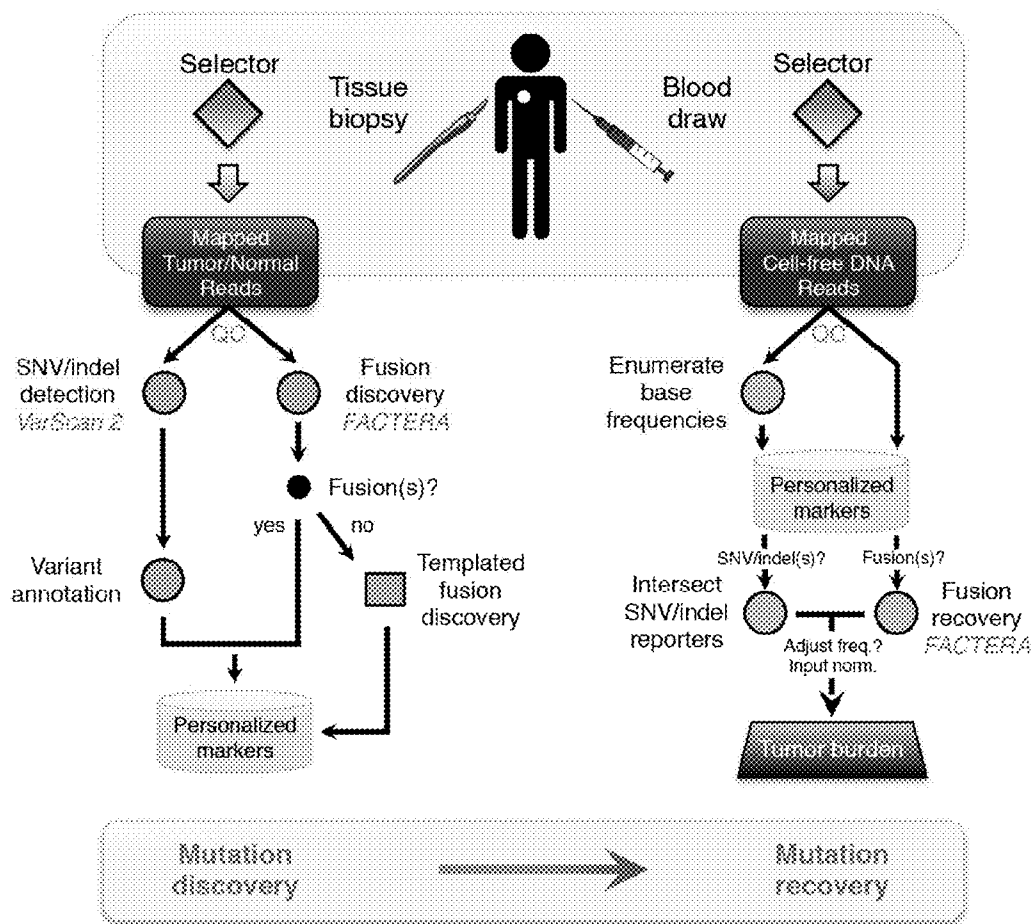 Selector
Tissue
biopsy
Blood
draw
Selector
Mapped
Tumor/Normal
Reads
Mapped
Cell-free DNA
Reads
QC
QC
SNV/indel
detection
VarScan 2
Fusion
discovery
FACTERA
Enumerate
base
frequencies
Fusion(s)?
yes
no
Personalized
markers
Variant
annotation
Templated
fusion
discovery
SNV/indel(s)?
Fusion(s)?
Intersect
SNV/indel
reporters
Fusion
recovery
FACTERA
Adjust freq.?
Input norm.
Personalized
markers
Tumor burden
Mutation
discovery
Mutation
recovery